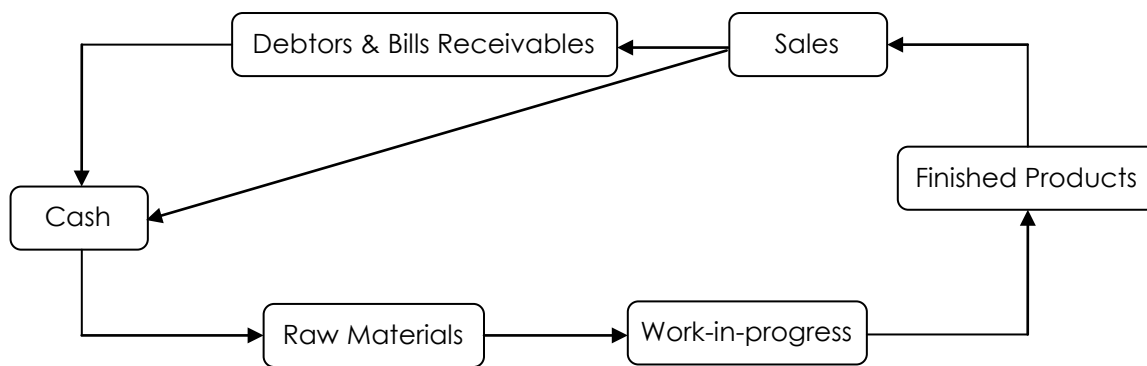 Debtors & Bills Receivables
Sales
Finished Products
Cash
Raw Materials
Work-in-progress